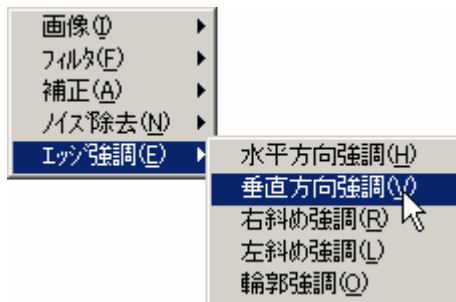 画像(I)
フィルタ(F)
補正(A)
ノイズ除去(N)
エッジ強調(E)
水平方向強調(H)
垂直方向強調(V)
右斜め強調(R)
左斜め強調(L)
輪郭強調(O)